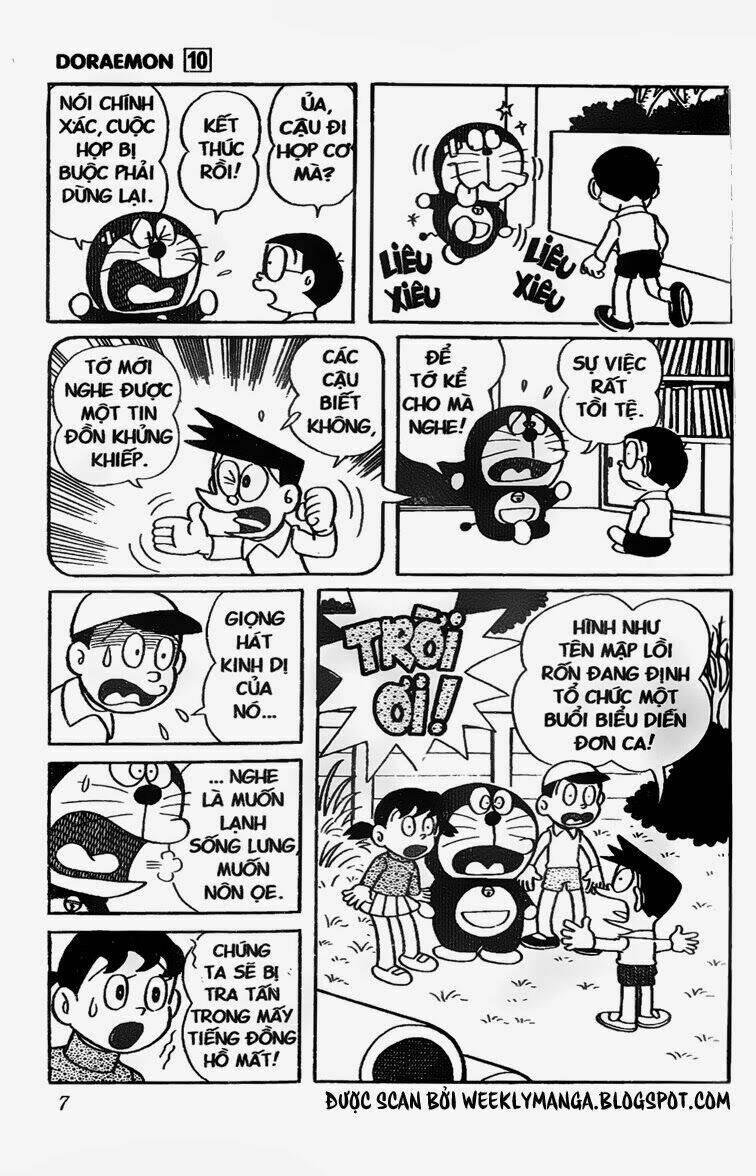 DORAEMON 10
LIÊU
XIÊU
LIÊU
XIÊU
ỦA,
CẬU ĐI
HỌP CƠ
MÀ?
KẾT
THÚC
RỒI!
NÓI CHÍNH
XÁC, CUỘC
HỌP BỊ
BUỘC PHẢI
DỪNG LẠI.
SỰ VIỆC
RẤT
TỒI TỆ.
ĐỂ
TỚ KỂ
CHO MÀ
NGHE!
CÁC
CẬU
BIẾT
KHÔNG,
TỚ MỚI
NGHE ĐƯỢC
MỘT TIN
ĐỒN KHỦNG
KHIẾP.
HÌNH NHƯ
TÊN MẬP LỒI
RỐN ĐANG ĐỊNH
TỔ CHỨC MỘT
BUỔI BIỂU DIỄN
ĐƠN CA!
TRỜI
ƠI!
GIỌNG
HÁT
KINH DỊ
CỦA
NÓ...
... NGHE
LÀ MUỐN
LẠNH
SỐNG LƯNG,
MUỐN
NÔN ỌE.
CHÚNG
TA SẼ BỊ
TRA TẤN
TRONG MẤY
TIẾNG ĐỒNG
HỒ MẤT!
7
ĐƯỢC SCAN BỞI WEEKLYMANGA.BLOGSPOT.COM